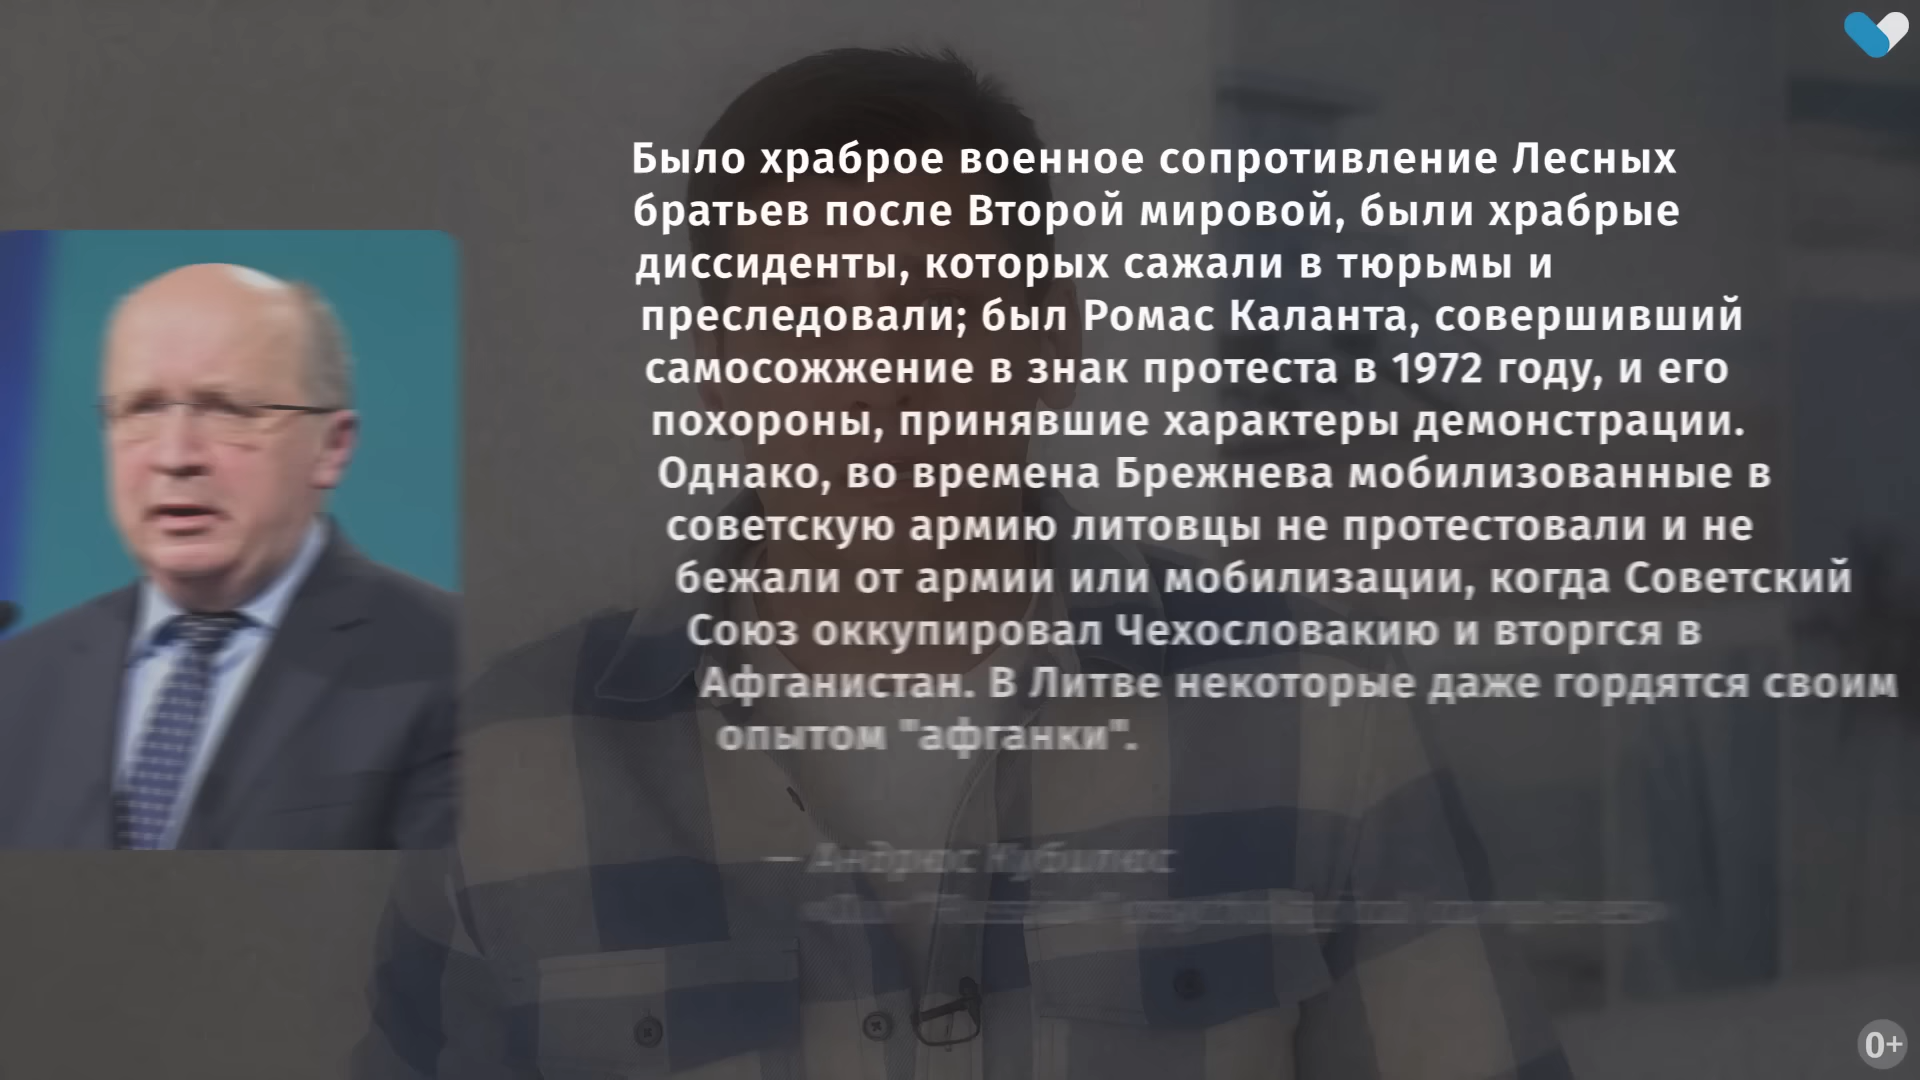 Было храброе военное сопротивление Лесных
братьев после Второй мировой, были храбрые
диссиденты, которых сажали в тюрьмы и
преследовали; был Ромас Каланта, совершивший
самосожжение в знак протеста в 1972 году, и его
похороны, принявшие характеры демонстрации.
Однако, во времена Брежнева мобилизованные в
советскую армию литовцы не протестовали и не
бежали от армии или мобилизации, когда Советский
Союз оккупировал Чехословакию и вторгся в
Афганистан. В Литве некоторые даже гордятся своим
опытом "афганки".
— Андрюс Кубилюс
0+